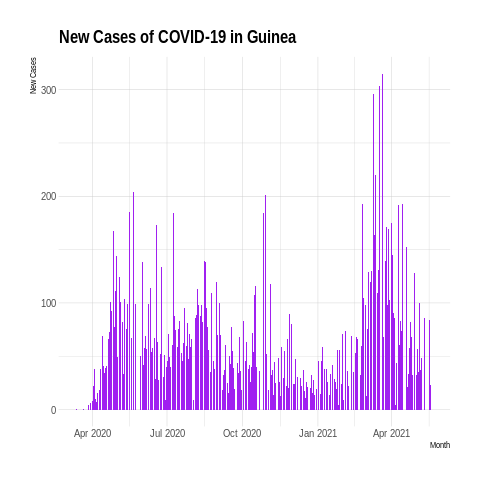 New Cases of COVID-19 in Guinea
New Cases
300
200
100
0
Apr 2020
Jul 2020
Oct 2020
Jan 2021
Apr 2021
Month